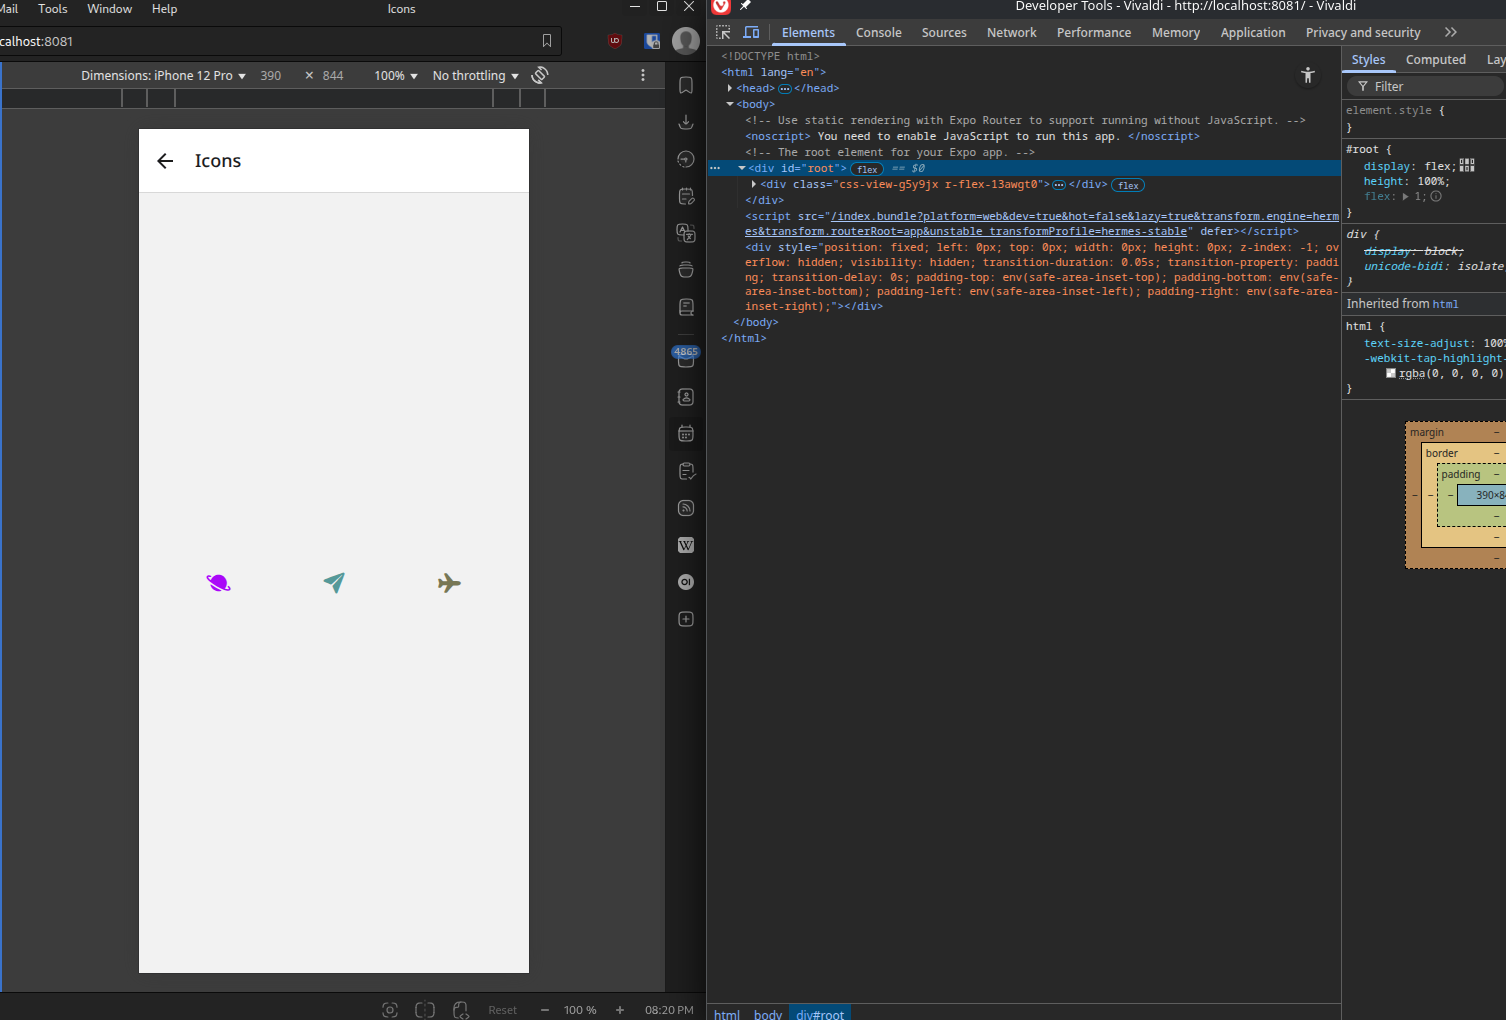 Mail Tools Window Help Icons
calhost:8081
Dimensions: iPhone 12 Pro ▼ 390 × 844 100% ▼ No throttling ▼
Icons
4865
Reset − 100 % + 08:20 PM
Developer Tools - Vivaldi - http://localhost:8081/ - Vivaldi
Elements Console Sources Network Performance Memory Application Privacy and security
<!DOCTYPE html>
<html lang="en">
<head> … </head>
<body>
<!-- Use static rendering with Expo Router to support running without JavaScript. -->
<noscript> You need to enable JavaScript to run this app. </noscript>
<!-- The root element for your Expo app. -->
<div id="root"> flex == $0
<div class="css-view-g5y9jx r-flex-13awgt0"> … </div> flex
</div>
<script src="/index.bundle?platform=web&dev=true&hot=false&lazy=true&transform.engine=herm
es&transform.routerRoot=app&unstable_transformProfile=hermes-stable" defer></script>
<div style="position: fixed; left: 0px; top: 0px; width: 0px; height: 0px; z-index: -1; ov
erflow: hidden; visibility: hidden; transition-duration: 0.05s; transition-property: paddi
ng; transition-delay: 0s; padding-top: env(safe-area-inset-top); padding-bottom: env(safe-
area-inset-bottom); padding-left: env(safe-area-inset-left); padding-right: env(safe-area-
inset-right);"></div>
</body>
</html>
html body div#root
Styles Computed Lay
Filter
element.style {
}
#root {
display: flex;
height: 100%;
flex: ▶ 1;
}
div {
display: block;
unicode-bidi: isolate
}
Inherited from html
html {
text-size-adjust: 100%
-webkit-tap-highlight-
rgba(0, 0, 0, 0)
}
margin −
border −
padding −
− − − 390×8
−
−
−